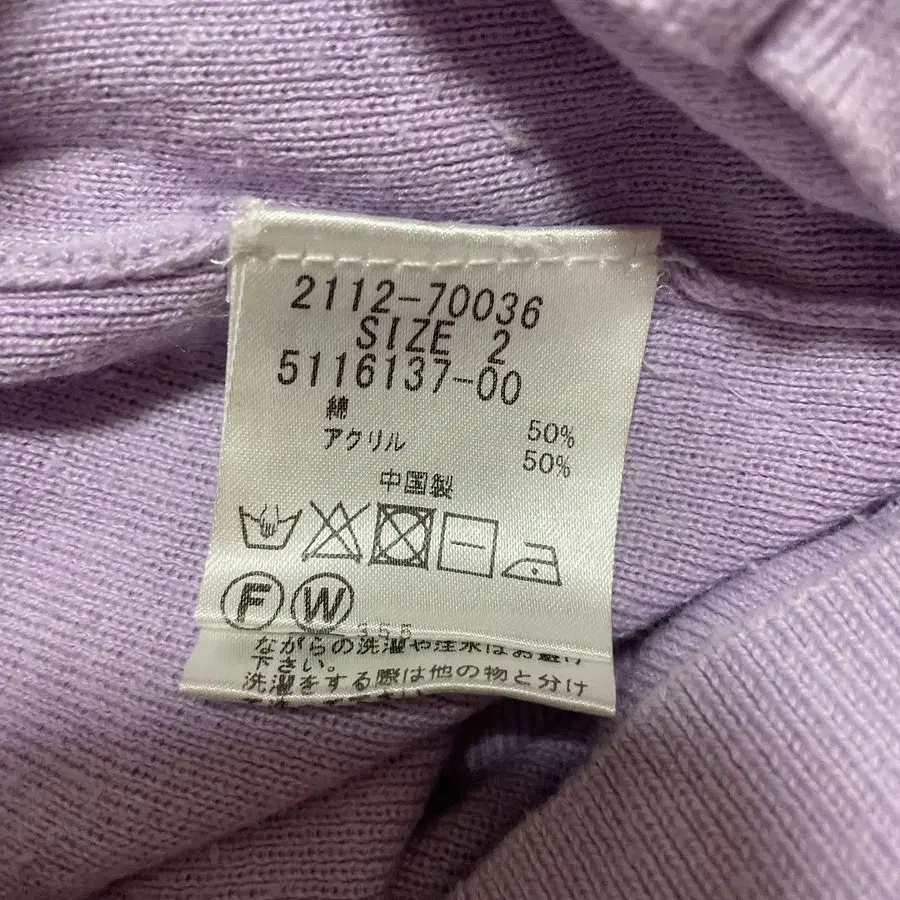 2112-70036
SIZE 2
5116137-00
綿 50%
アクリル 50%
中国製
F W
355
ながらの洗濯や注水はお避け
下さい。
洗濯をする際は他の物と分け